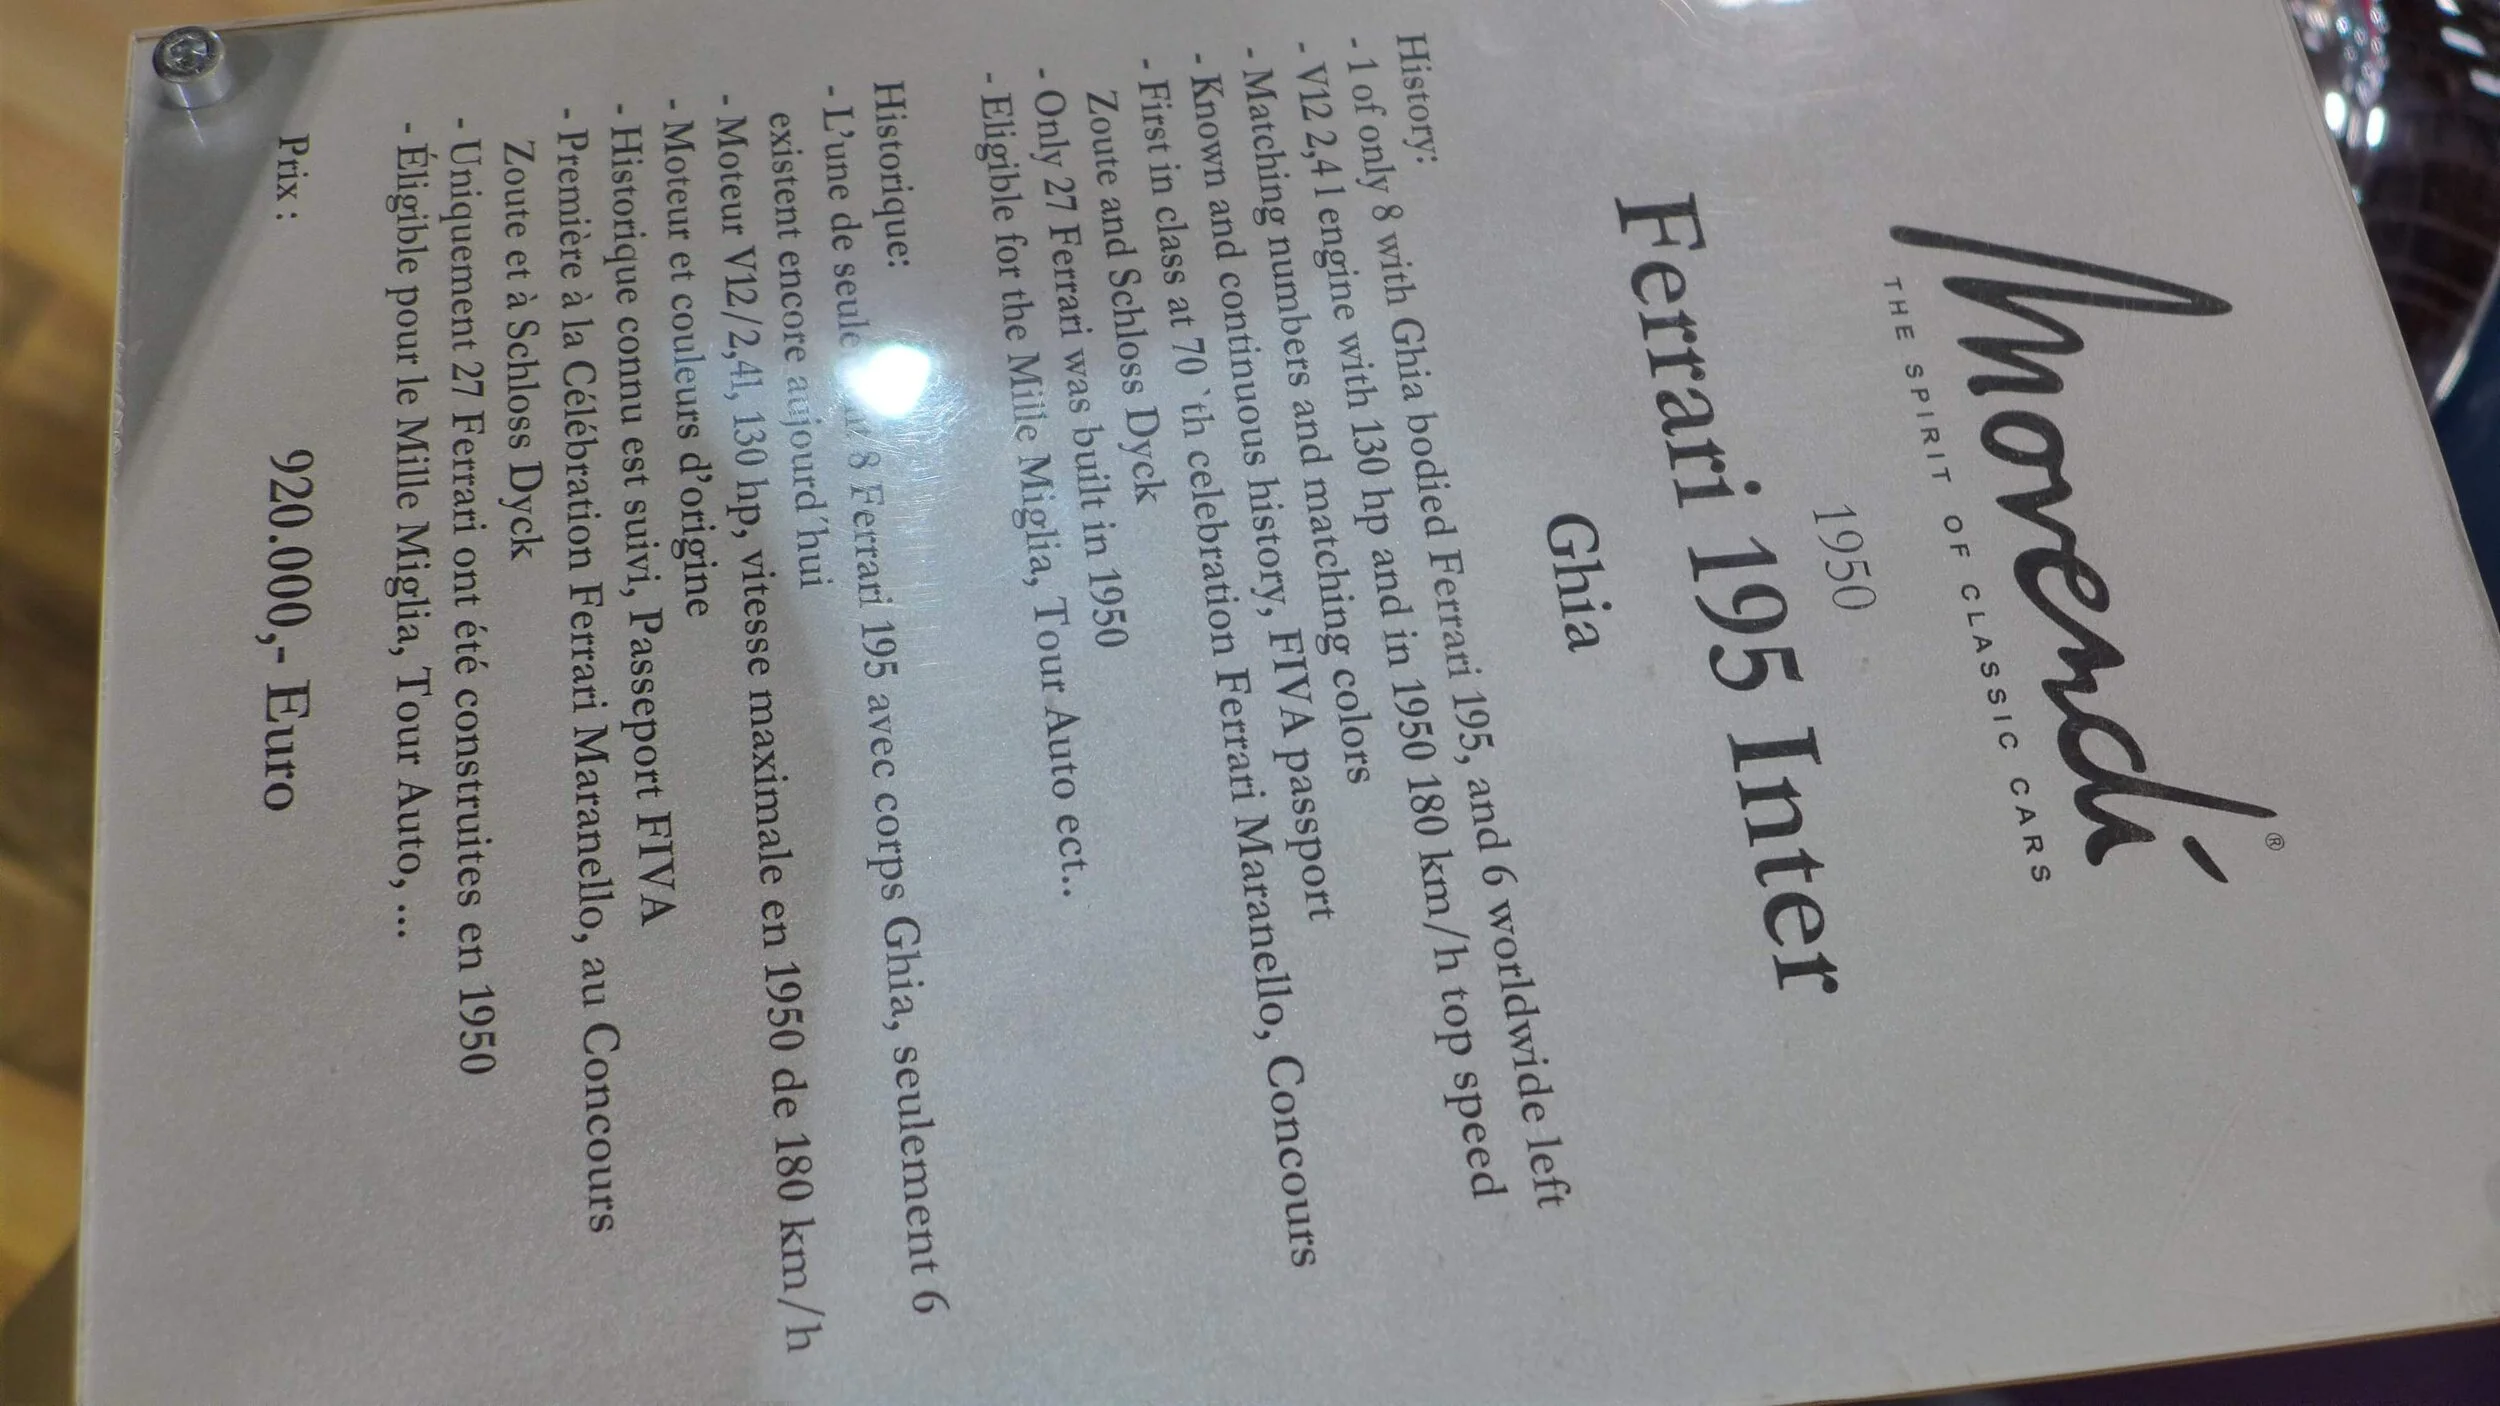 Movendi®
THE SPIRIT OF CLASSIC CARS
1950
Ferrari 195 Inter
Ghia
History:
- 1 of only 8 with Ghia bodied Ferrari 195, and 6 worldwide left
- V12 2,4 l engine with 130 hp and in 1950 180 km/h top speed
- Matching numbers and matching colors
- Known and continuous history, FIVA passport
- First in class at 70 `th celebration Ferrari Maranello, Concours
Zoute and Schloss Dyck
- Only 27 Ferrari was built in 1950
- Eligible for the Mille Miglia, Tour Auto ect..
Historique:
- L’une de seule 8 Ferrari 195 avec corps Ghia, seulement 6
existent encore aujourd´hui
- Moteur V12/2,4l, 130 hp, vitesse maximale en 1950 de 180 km/h
- Moteur et couleurs d’origine
- Historique connu est suivi, Passeport FIVA
- Première à la Célébration Ferrari Maranello, au Concours
Zoute et à Schloss Dyck
- Uniquement 27 Ferrari ont été construites en 1950
- Éligible pour le Mille Miglia, Tour Auto, ...
Prix : 920.000,- Euro